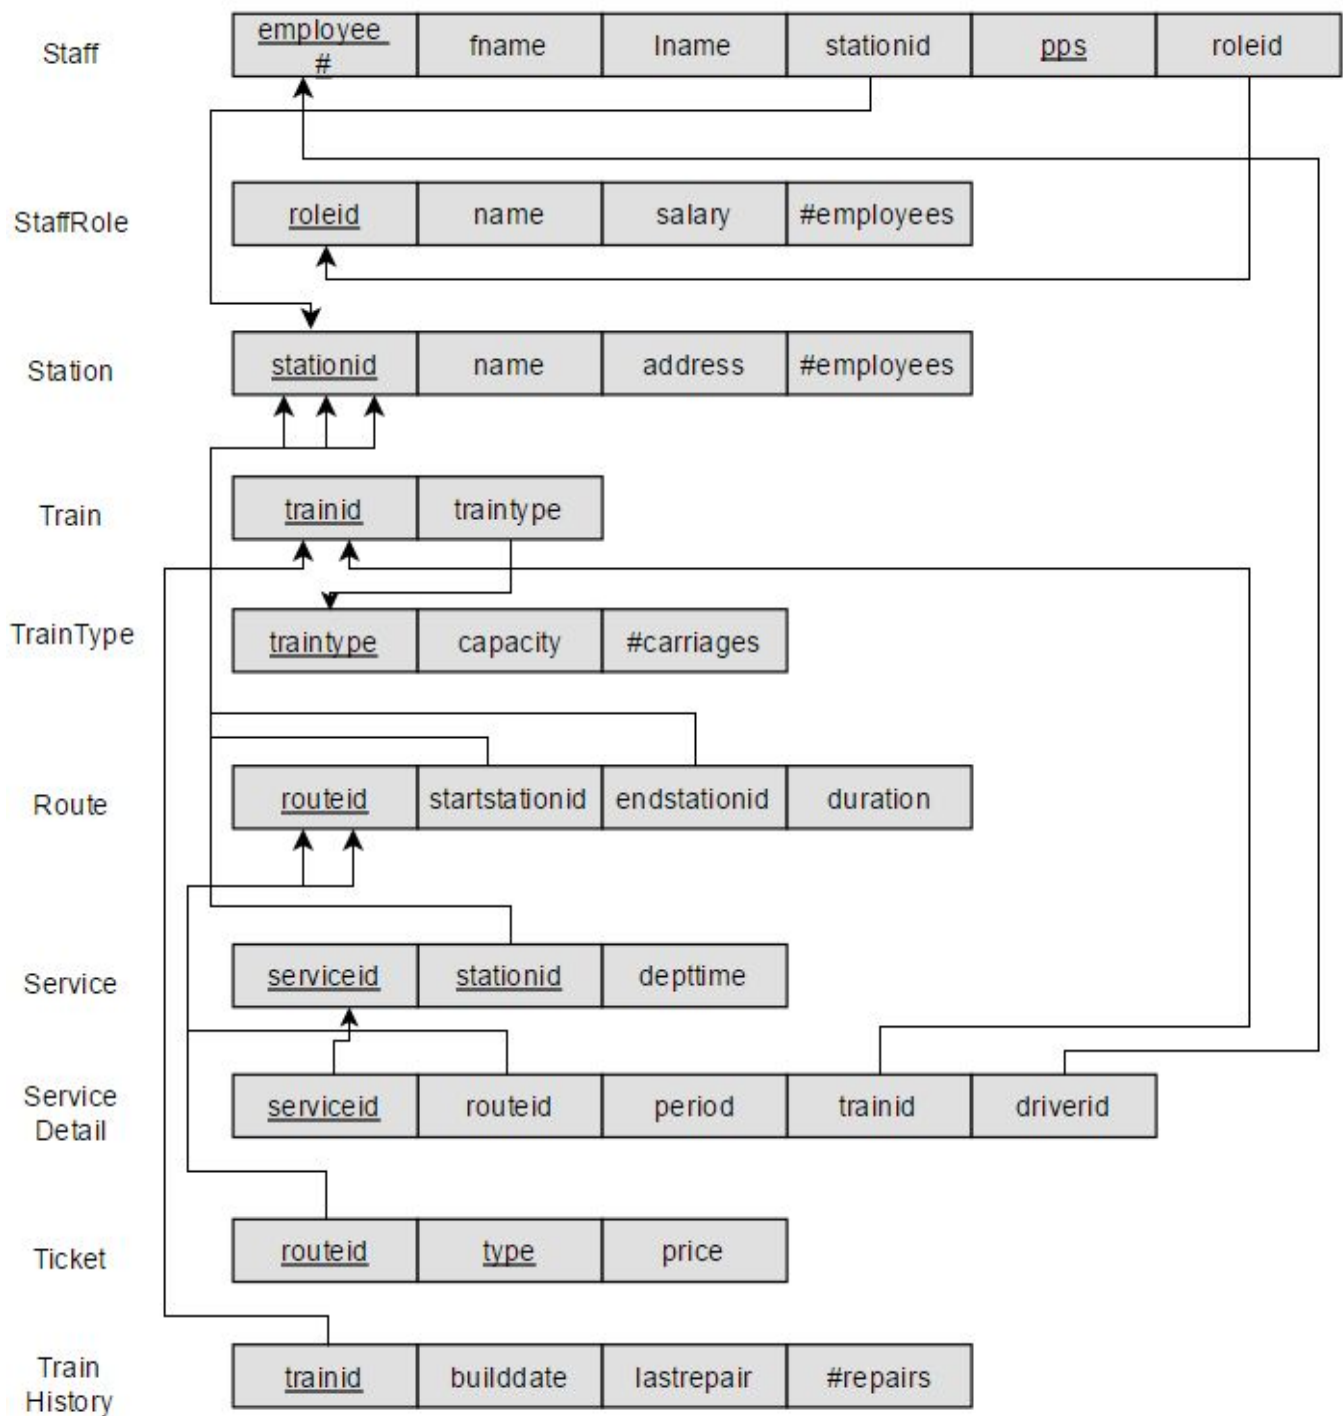 Staff employee_# fname lname stationid pps roleid
StaffRole roleid name salary #employees
Station stationid name address #employees
Train trainid traintype
TrainType traintype capacity #carriages
Route routeid startstationid endstationid duration
Service serviceid stationid depttime
Service
Detail serviceid routeid period trainid driverid
Ticket routeid type price
Train
History trainid builddate lastrepair #repairs